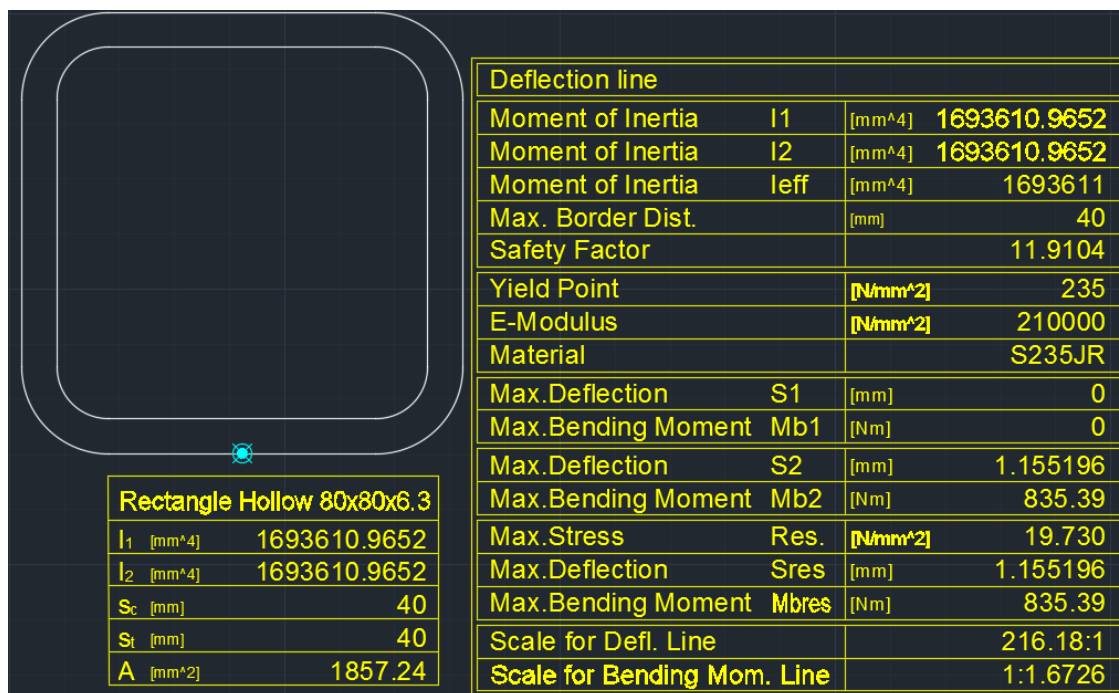 Deflection line
Moment of Inertia I1 [mm^4] 1693610.9652
Moment of Inertia I2 [mm^4] 1693610.9652
Moment of Inertia Ieff [mm^4] 1693611
Max. Border Dist. [mm] 40
Safety Factor 11.9104
Yield Point [N/mm^2] 235
E-Modulus [N/mm^2] 210000
Material S235JR
Max.Deflection S1 [mm] 0
Max.Bending Moment Mb1 [Nm] 0
Max.Deflection S2 [mm] 1.155196
Max.Bending Moment Mb2 [Nm] 835.39
Max.Stress Res. [N/mm^2] 19.730
Max.Deflection Sres [mm] 1.155196
Max.Bending Moment Mbres [Nm] 835.39
Scale for Defl. Line 216.18:1
Scale for Bending Mom. Line 1:1.6726
Rectangle Hollow 80x80x6.3
I₁ [mm^4] 1693610.9652
I₂ [mm^4] 1693610.9652
sc [mm] 40
st [mm] 40
A [mm^2] 1857.24